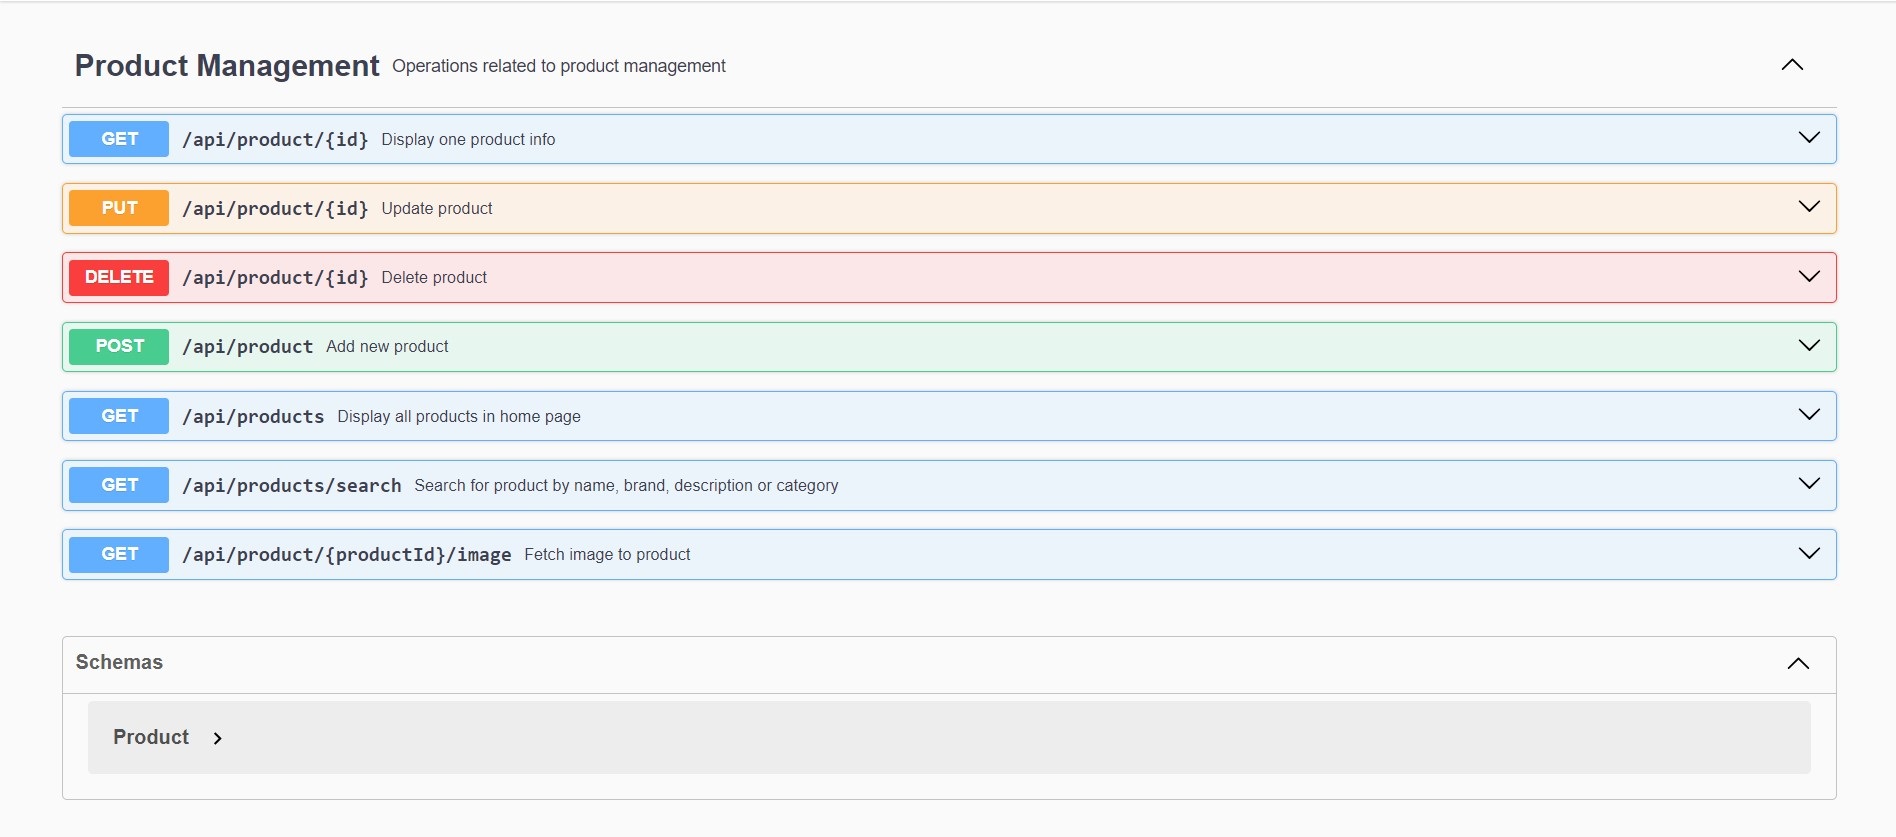 Product Management Operations related to product management
GET /api/product/{id} Display one product info
PUT /api/product/{id} Update product
DELETE /api/product/{id} Delete product
POST /api/product Add new product
GET /api/products Display all products in home page
GET /api/products/search Search for product by name, brand, description or category
GET /api/product/{productId}/image Fetch image to product
Schemas
Product